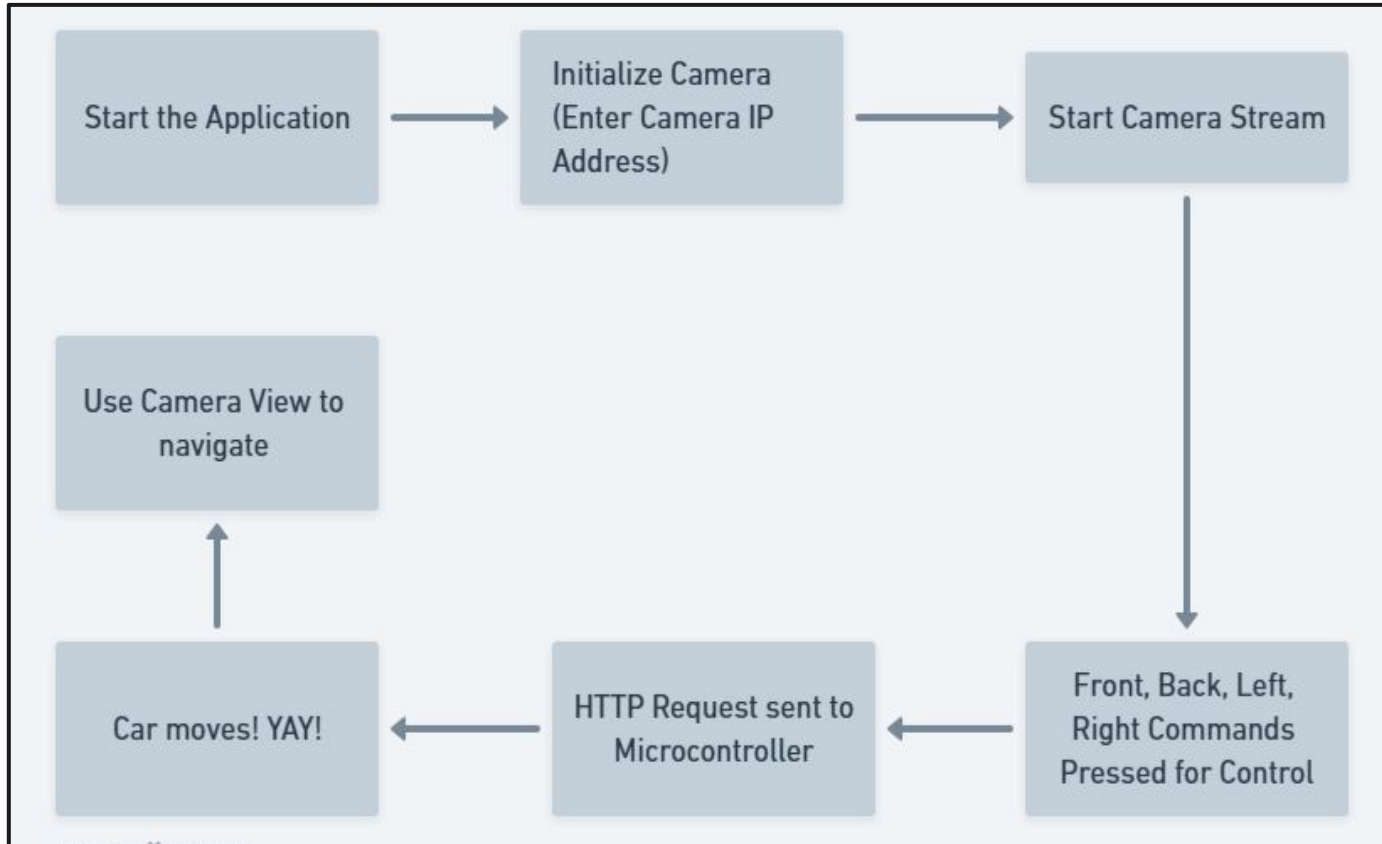 Start the Application
Initialize Camera
(Enter Camera IP
Address)
Start Camera Stream
Use Camera View to
navigate
Car moves! YAY!
HTTP Request sent to
Microcontroller
Front, Back, Left,
Right Commands
Pressed for Control